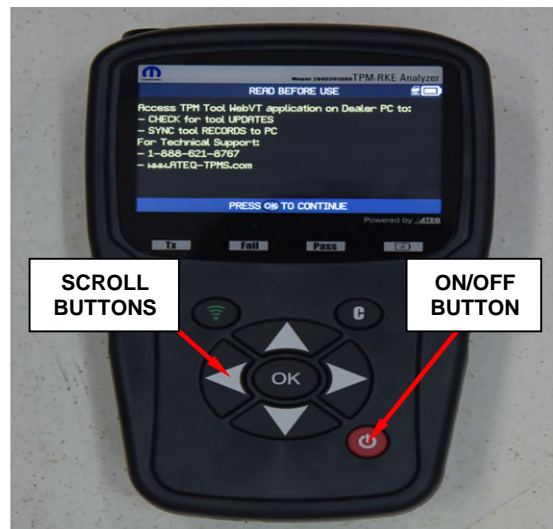 TPM-RKE Analyzer
READ BEFORE USE
Access TPM Tool WebVT application on Dealer PC to:
- CHECK for tool UPDATES
- SYNC tool RECORDS to PC
For Technical Support:
- 1-888-621-8767
- www.ATEQ-TPMS.com
PRESS OK TO CONTINUE
Powered by ATEQ
Tx Fail Pass
SCROLL
BUTTONS
ON/OFF
BUTTON
C
OK